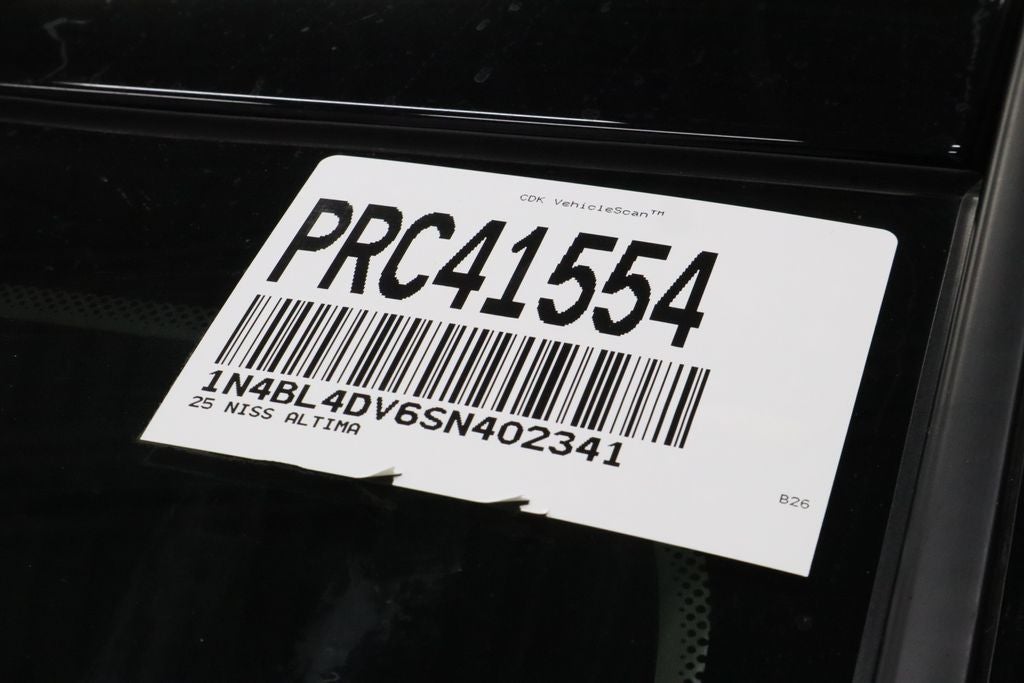 CDK VehicleScan™
PRC41554
1N4BL4DV6SN402341
25 NISS ALTIMA
B26